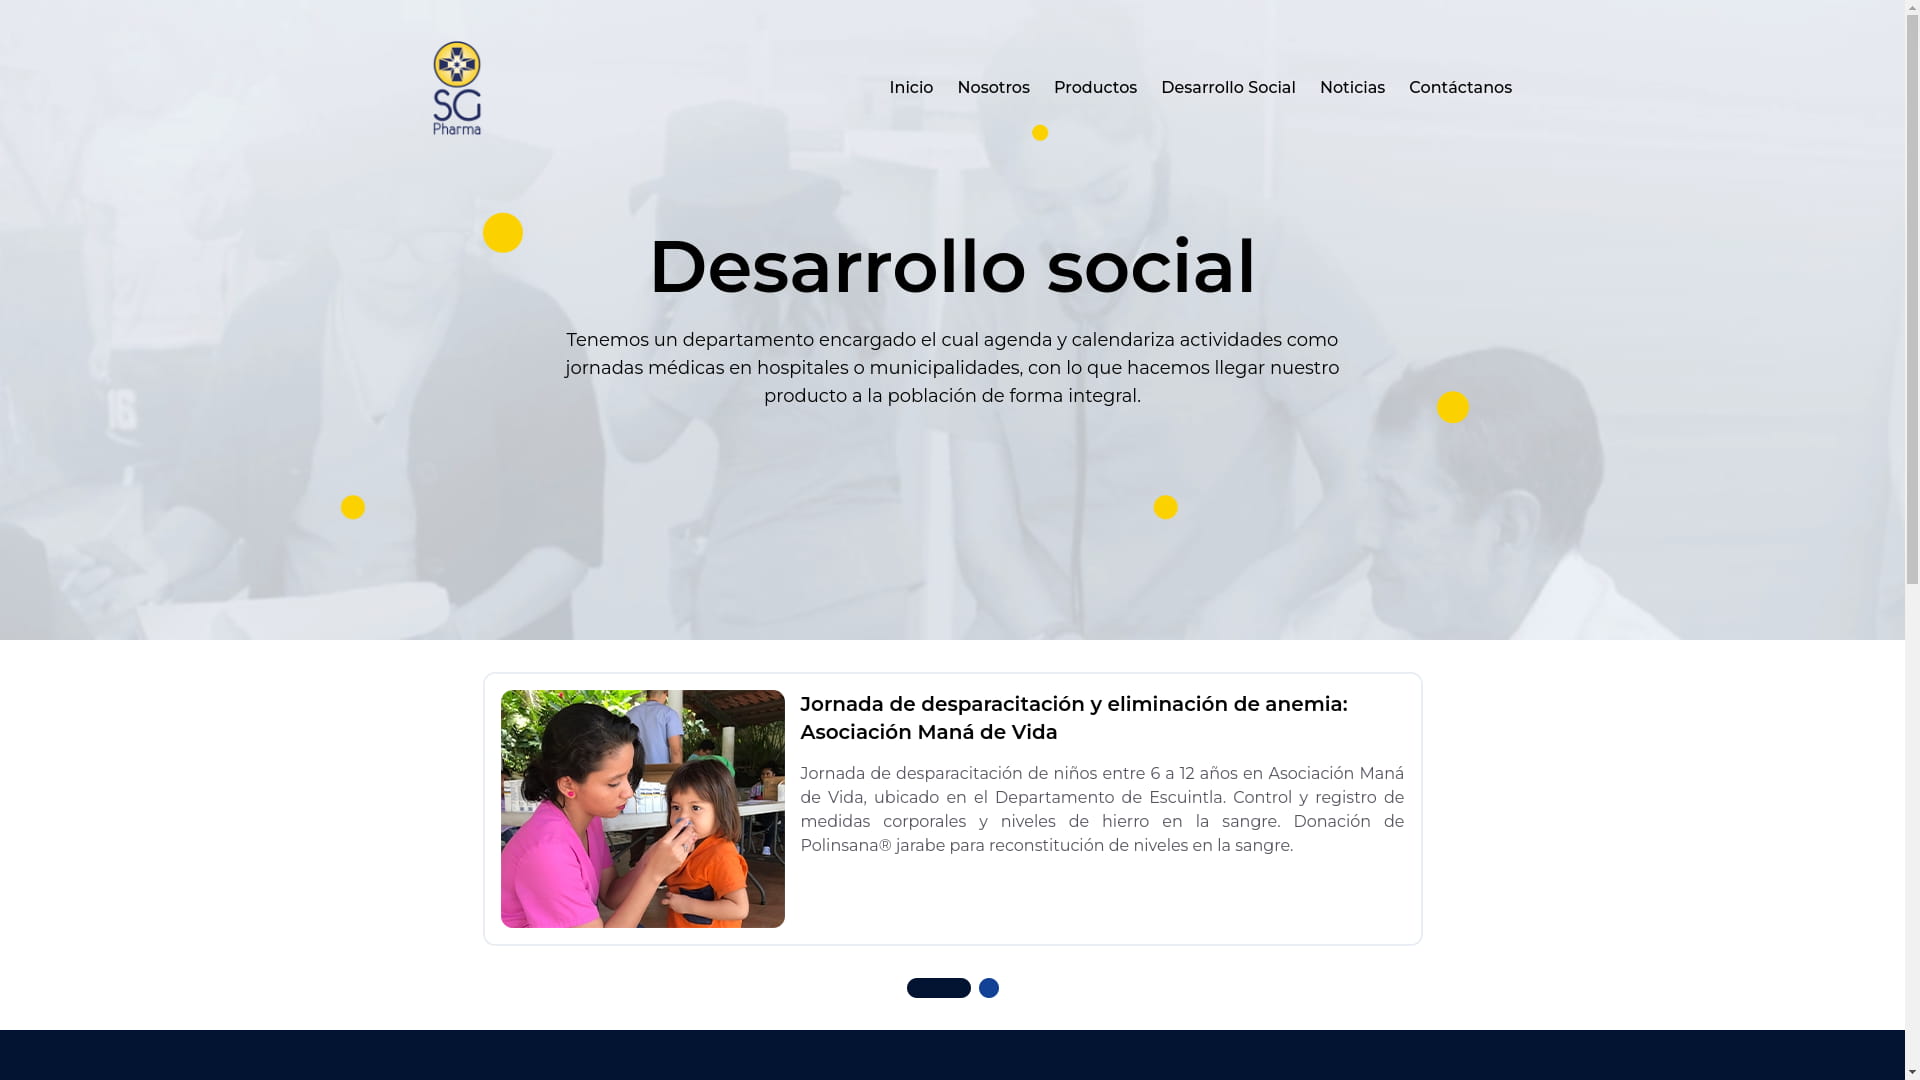 SG
Pharma
Inicio Nosotros Productos Desarrollo Social Noticias Contáctanos
Desarrollo social
Tenemos un departamento encargado el cual agenda y calendariza actividades como
jornadas médicas en hospitales o municipalidades, con lo que hacemos llegar nuestro
producto a la población de forma integral.
16
Jornada de desparacitación y eliminación de anemia:
Asociación Maná de Vida
Jornada de desparacitación de niños entre 6 a 12 años en Asociación Maná
de Vida, ubicado en el Departamento de Escuintla. Control y registro de
medidas corporales y niveles de hierro en la sangre. Donación de
Polinsana® jarabe para reconstitución de niveles en la sangre.